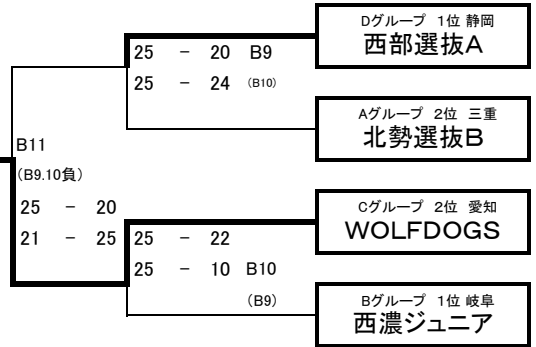 Dグループ 1位 静岡
西部選抜A
25 － 20 B9
25 － 24 (B10)
Aグループ 2位 三重
北勢選抜B
B11
(B9.10負)
25 － 20
21 － 25
Cグループ 2位 愛知
WOLFDOGS
25 － 22
25 － 10 B10
(B9)
Bグループ 1位 岐阜
西濃ジュニア